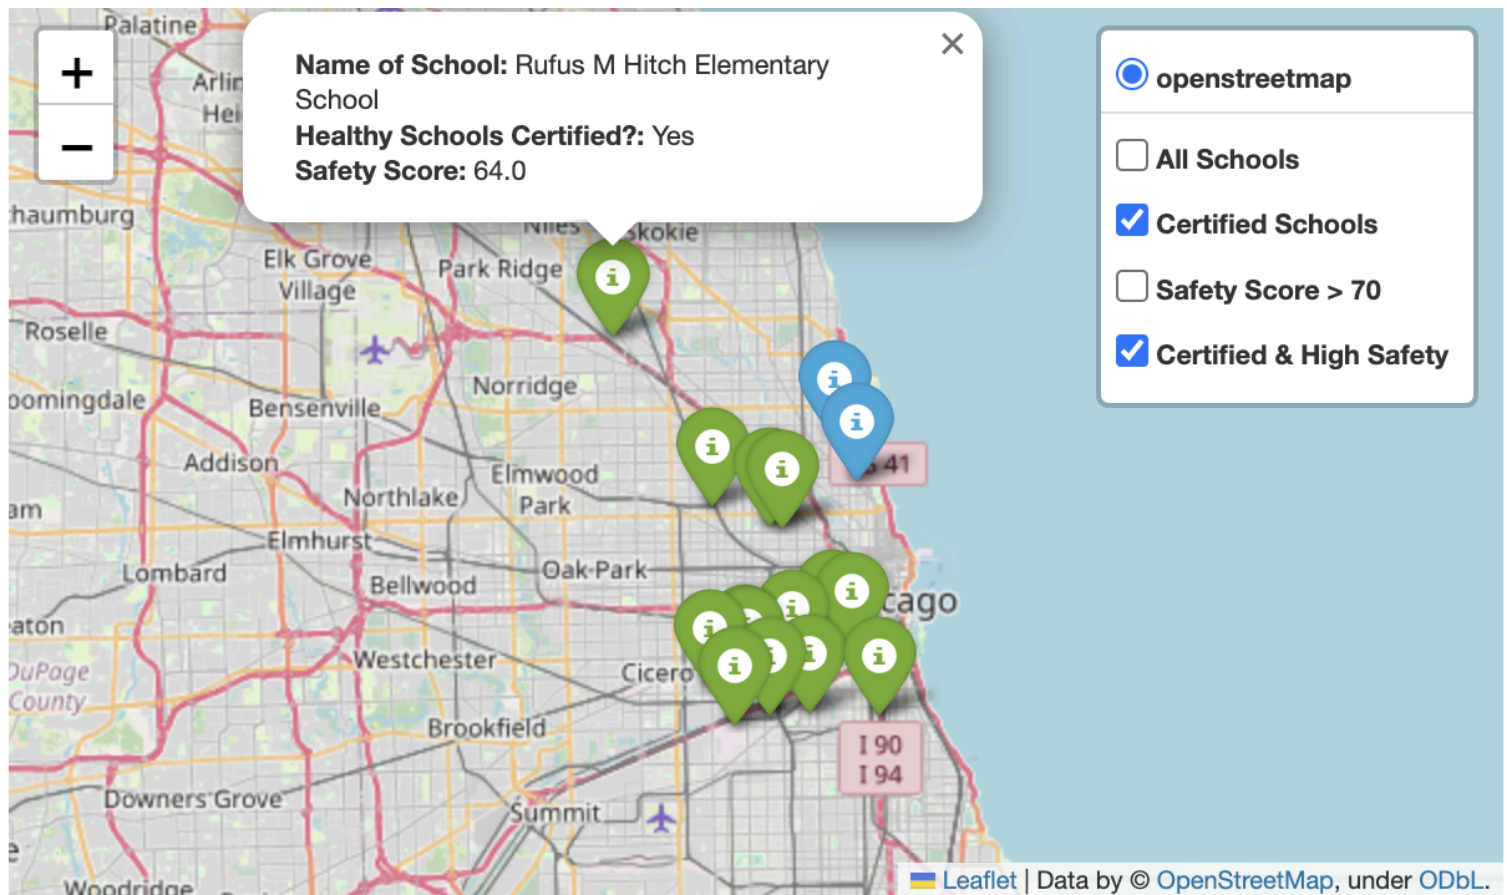 Palatine
+
−
Arlin
Hei
Name of School: Rufus M Hitch Elementary
School
Healthy Schools Certified?: Yes
Safety Score: 64.0
×
openstreetmap
All Schools
Certified Schools
Safety Score > 70
Certified & High Safety
haumburg
Niles
Skokie
Elk Grove
Village
Park Ridge
Roselle
Norridge
oomingdale
Bensenville
Addison
Elmwood
Park
41
Northlake
am
Elmhurst
Lombard
Bellwood
Oak Park
cago
eaton
Westchester
Cicero
DuPage
County
Brookfield
I 90
I 94
Downers Grove
Summit
Woodridge
Leaflet | Data by © OpenStreetMap, under ODbL.